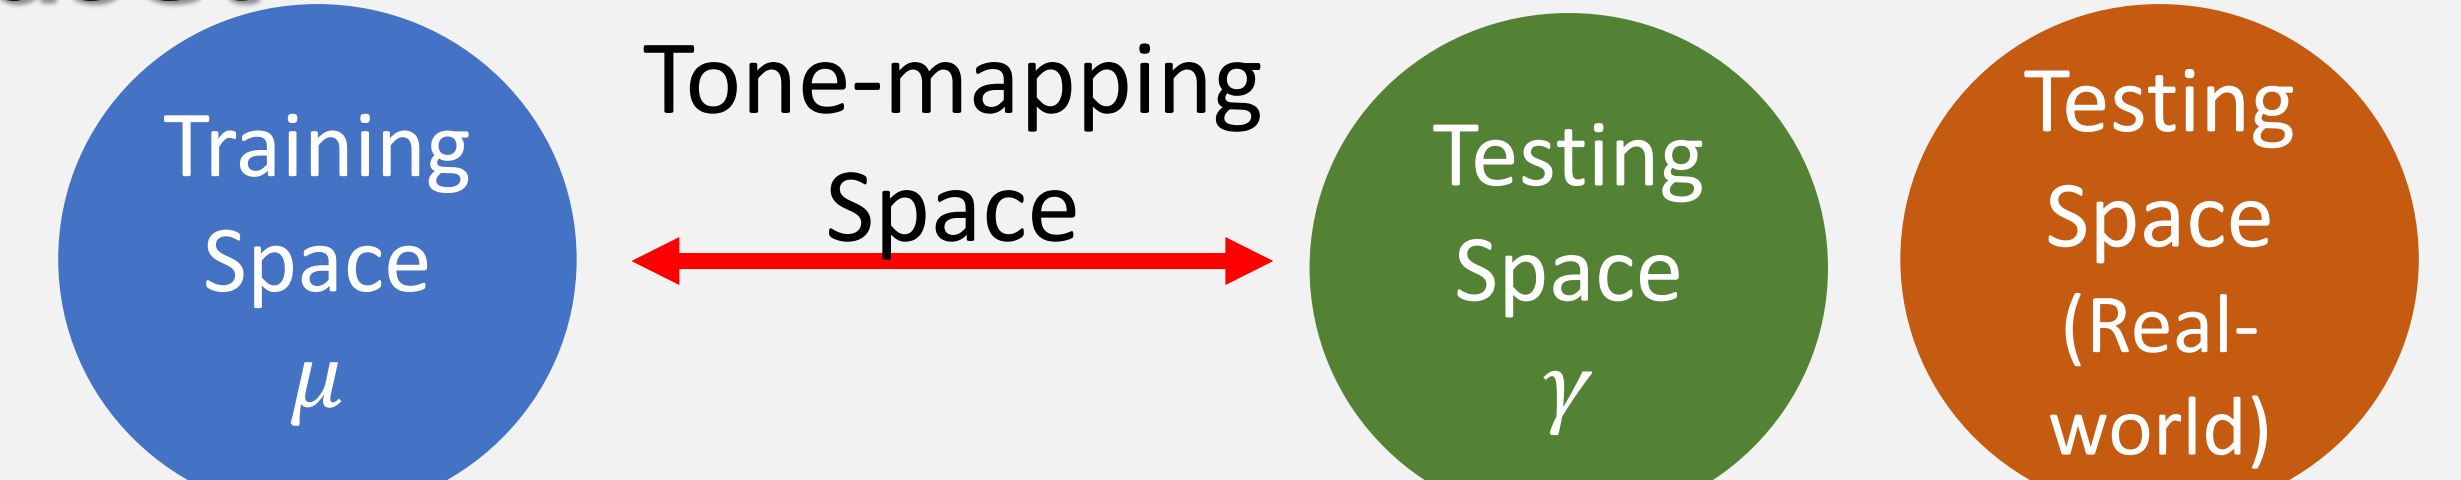 Training
Space
μ
Tone-mapping
Space
Testing
Space
γ
Testing
Space
(Real-
world)